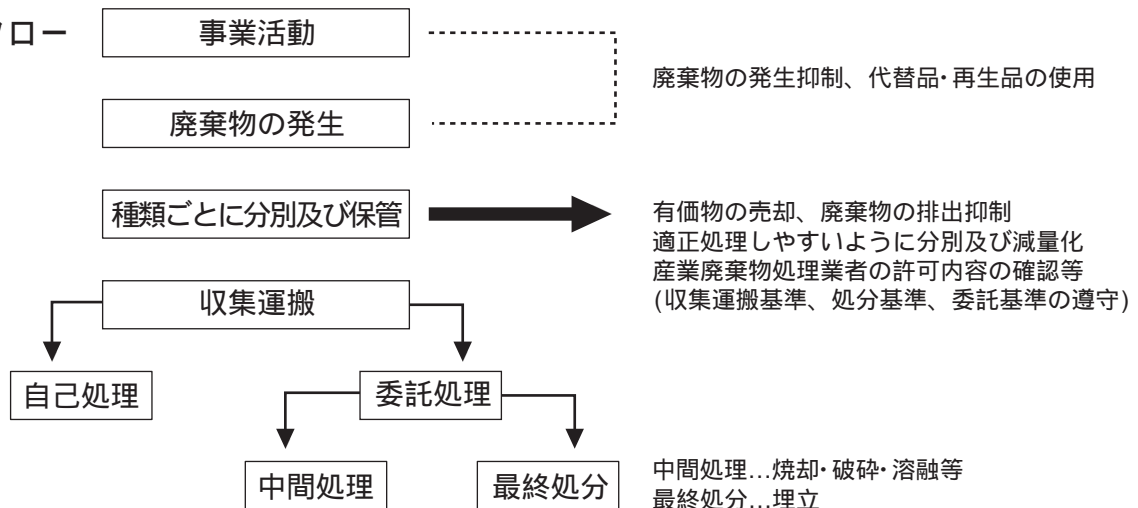 フロー
事業活動
廃棄物の発生抑制、代替品・再生品の使用
廃棄物の発生
種類ごとに分別及び保管
有価物の売却、廃棄物の排出抑制
適正処理しやすいように分別及び減量化
産業廃棄物処理業者の許可内容の確認等
(収集運搬基準、処分基準、委託基準の遵守)
収集運搬
自己処理
委託処理
中間処理
最終処分
中間処理…焼却・破砕・溶融等
最終処分…埋立